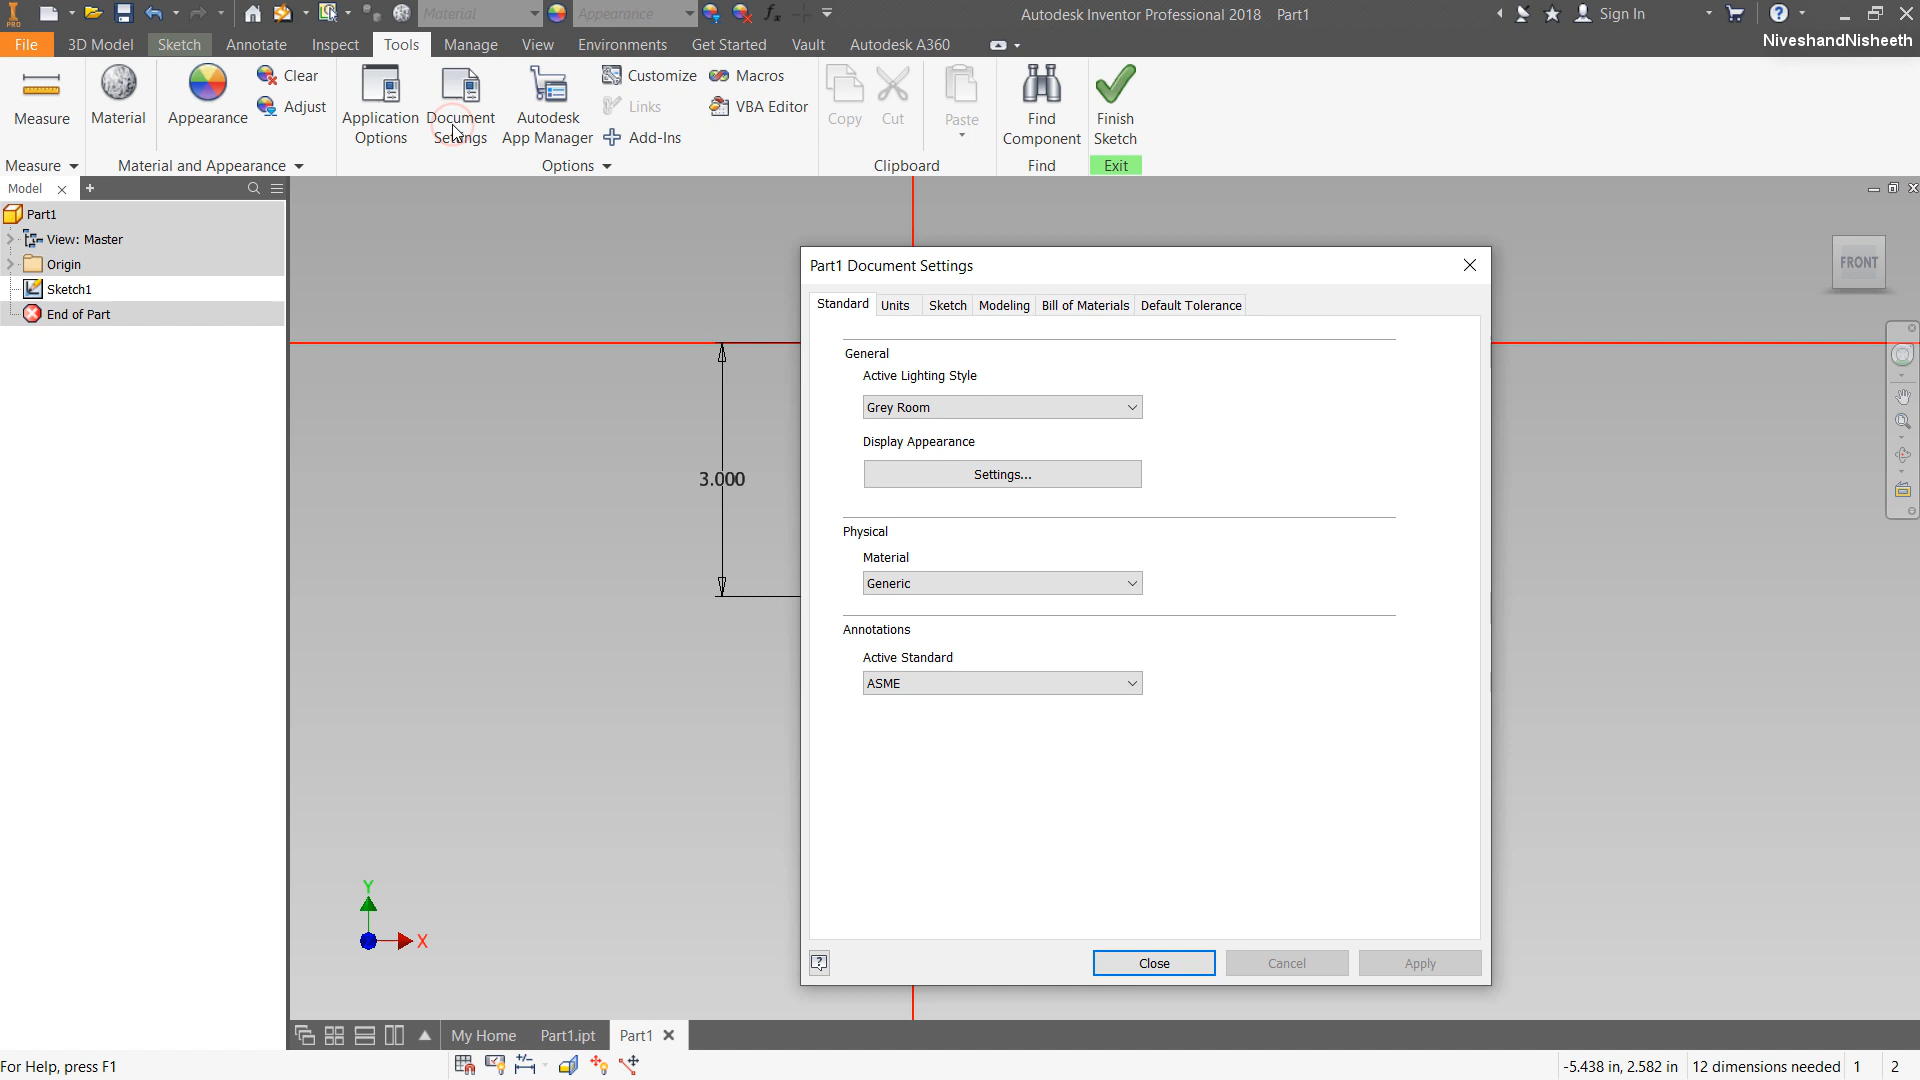 Material
Appearance
Autodesk Inventor Professional 2018 Part1
Sign In
PRO
File 3D Model Sketch Annotate Inspect Tools Manage View Environments Get Started Vault Autodesk A360
NiveshandNisheeth
Measure
Material
Appearance
Clear
Adjust
Application Options
Document Settings
Autodesk App Manager
Customize
Links
Add-Ins
Macros
VBA Editor
Copy
Cut
Paste
Find Component
Finish Sketch
Measure
Material and Appearance
Options
Clipboard
Find
Exit
Model
Part1
View: Master
Origin
Sketch1
End of Part
FRONT
3.000
Y
X
Part1 Document Settings
Standard Units Sketch Modeling Bill of Materials Default Tolerance
General
Active Lighting Style
Grey Room
Display Appearance
Settings...
Physical
Material
Generic
Annotations
Active Standard
ASME
Close Cancel Apply
My Home Part1.ipt Part1
For Help, press F1
-5.438 in, 2.582 in 12 dimensions needed 1 2